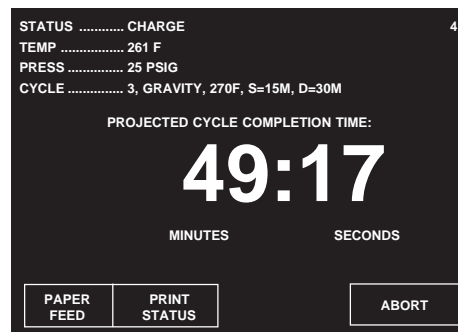 STATUS ............ CHARGE 4
TEMP ................. 261 F
PRESS ............... 25 PSIG
CYCLE ............... 3, GRAVITY, 270F, S=15M, D=30M
PROJECTED CYCLE COMPLETION TIME:
49:17
MINUTES SECONDS
PAPER FEED
PRINT STATUS
ABORT